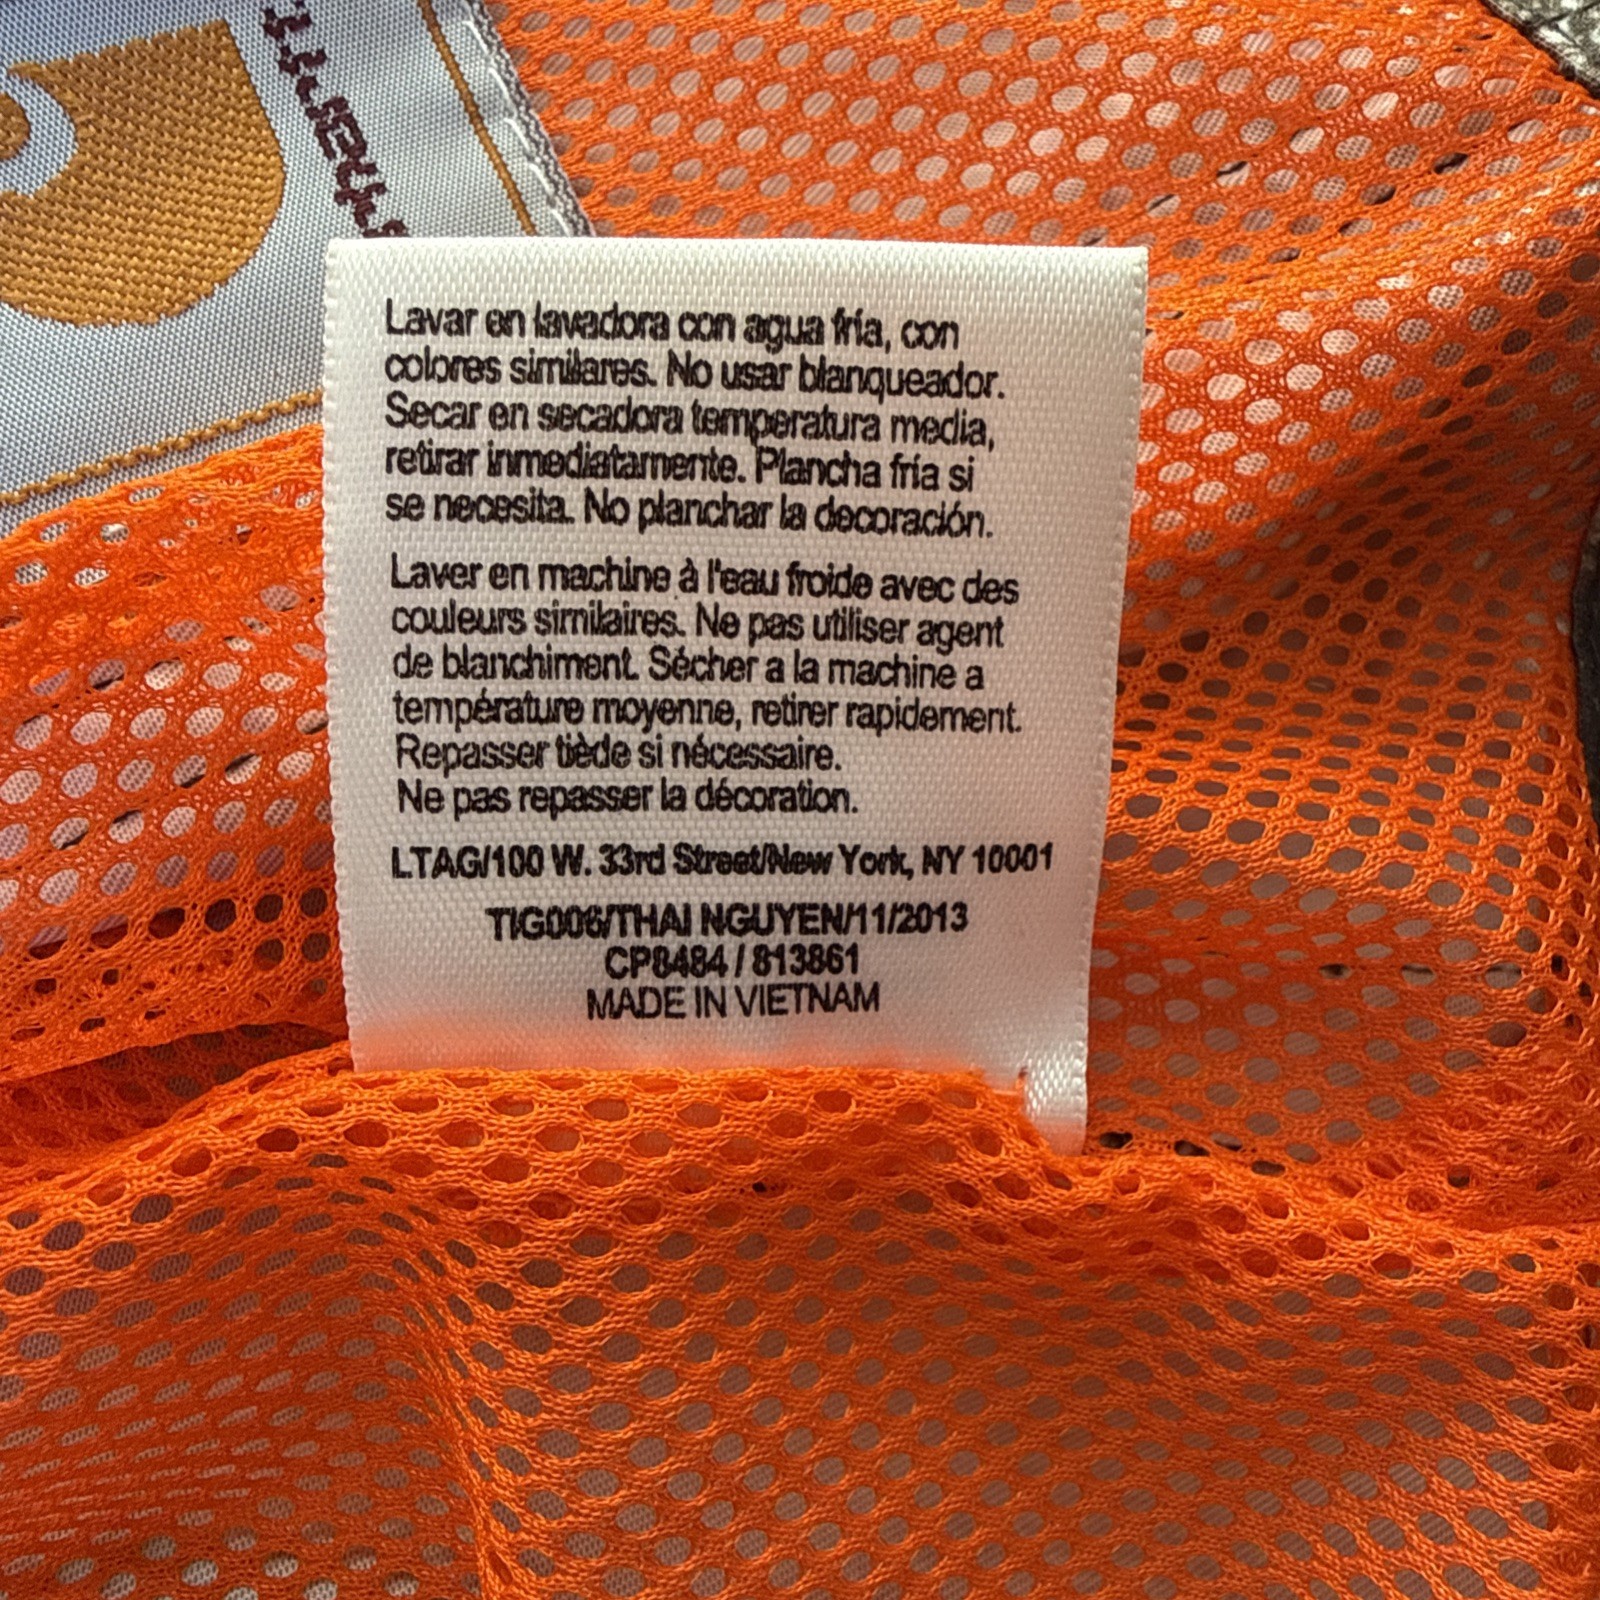 Lavar en lavadora con agua fría, con
colores similares. No usar blanqueador.
Secar en secadora temperatura media,
retirar inmediatamente. Plancha fría si
se necesita. No planchar la decoración.
Laver en machine à l'eau froide avec des
couleurs similaires. Ne pas utiliser agent
de blanchiment. Sécher a la machine a
température moyenne, retirer rapidement.
Repasser tiède si nécessaire.
Ne pas repasser la décoration.
LTAG/100 W. 33rd Street/New York, NY 10001
TIG006/THAI NGUYEN/11/2013
CP8484 / 813861
MADE IN VIETNAM